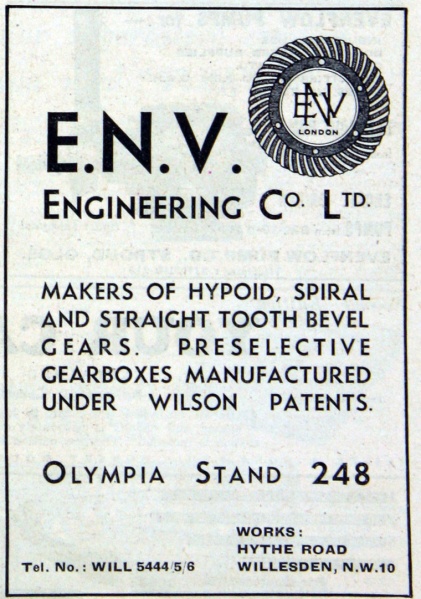 ENV
LONDON
E.N.V.
ENGINEERING CO. LTD.
MAKERS OF HYPOID, SPIRAL
AND STRAIGHT TOOTH BEVEL
GEARS. PRESELECTIVE
GEARBOXES MANUFACTURED
UNDER WILSON PATENTS.
OLYMPIA STAND 248
WORKS:
HYTHE ROAD
Tel. No.: WILL 5444/5/6 WILLESDEN, N.W.10